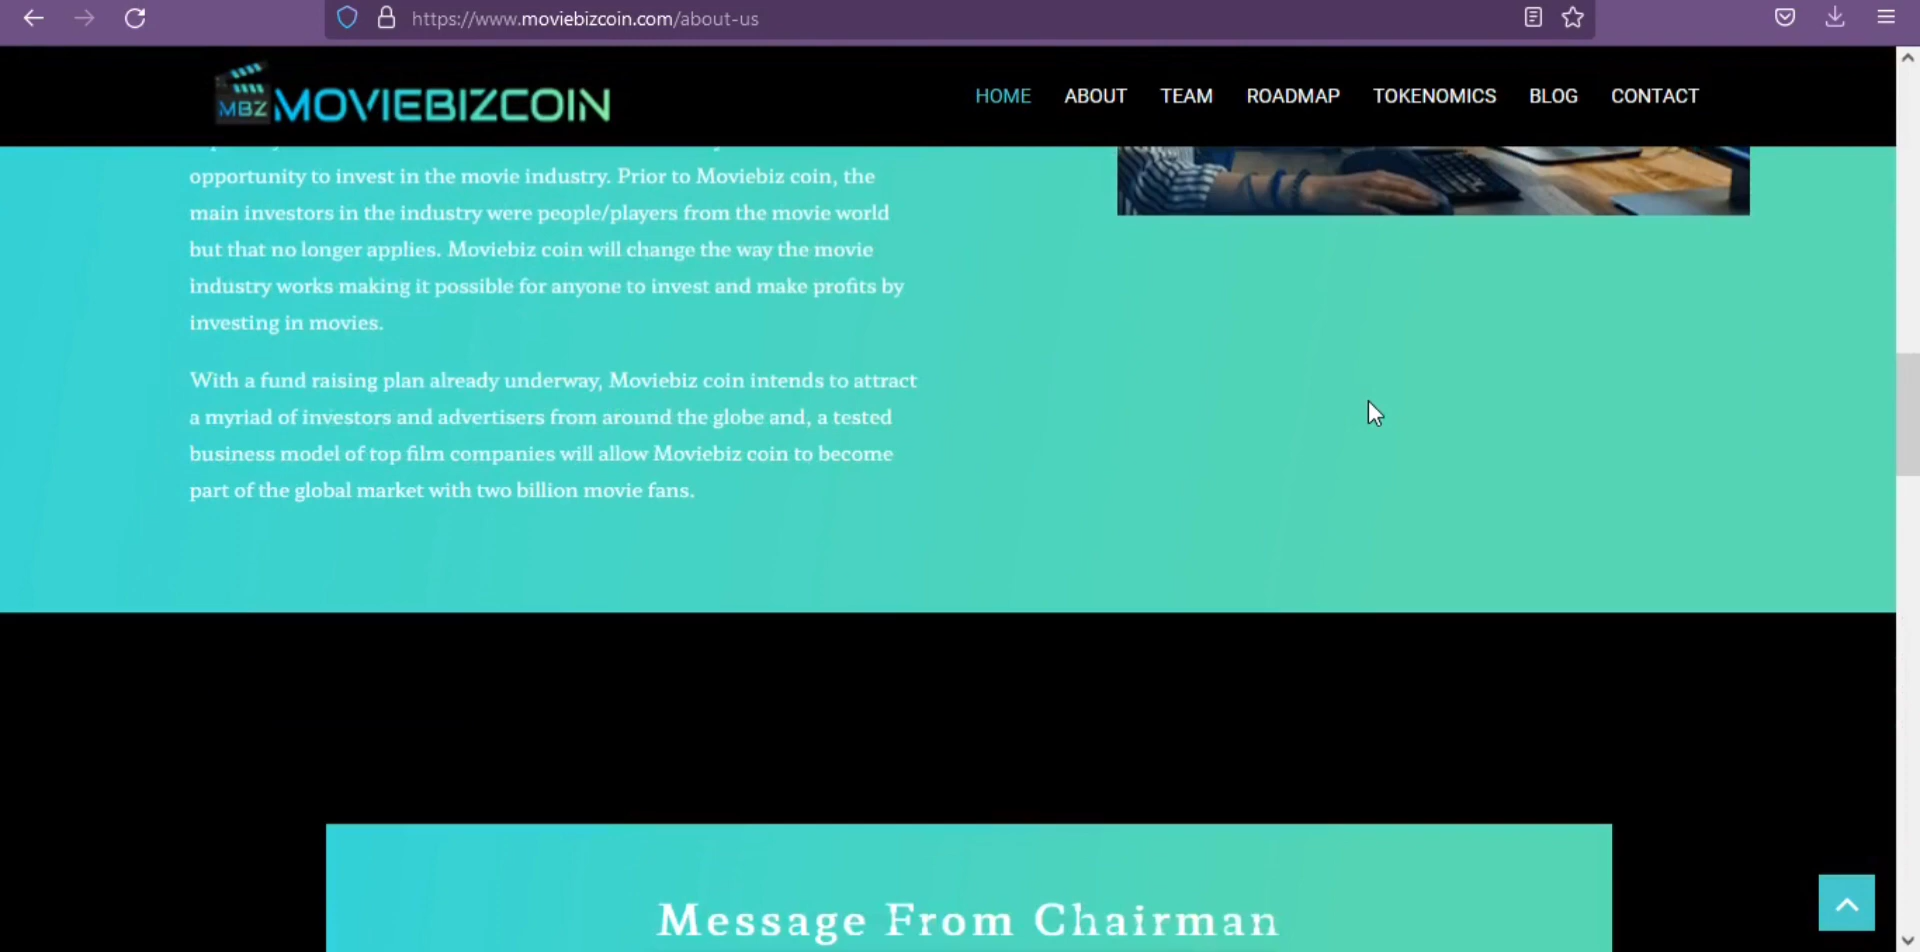 https://www.moviebizcoin.com/about-us
MBZ MOVIEBIZCOIN
HOME ABOUT TEAM ROADMAP TOKENOMICS BLOG CONTACT
opportunity to invest in the movie industry. Prior to Moviebiz coin, the
main investors in the industry were people/players from the movie world
but that no longer applies. Moviebiz coin will change the way the movie
industry works making it possible for anyone to invest and make profits by
investing in movies.
With a fund raising plan already underway, Moviebiz coin intends to attract
a myriad of investors and advertisers from around the globe and, a tested
business model of top film companies will allow Moviebiz coin to become
part of the global market with two billion movie fans.
Message From Chairman